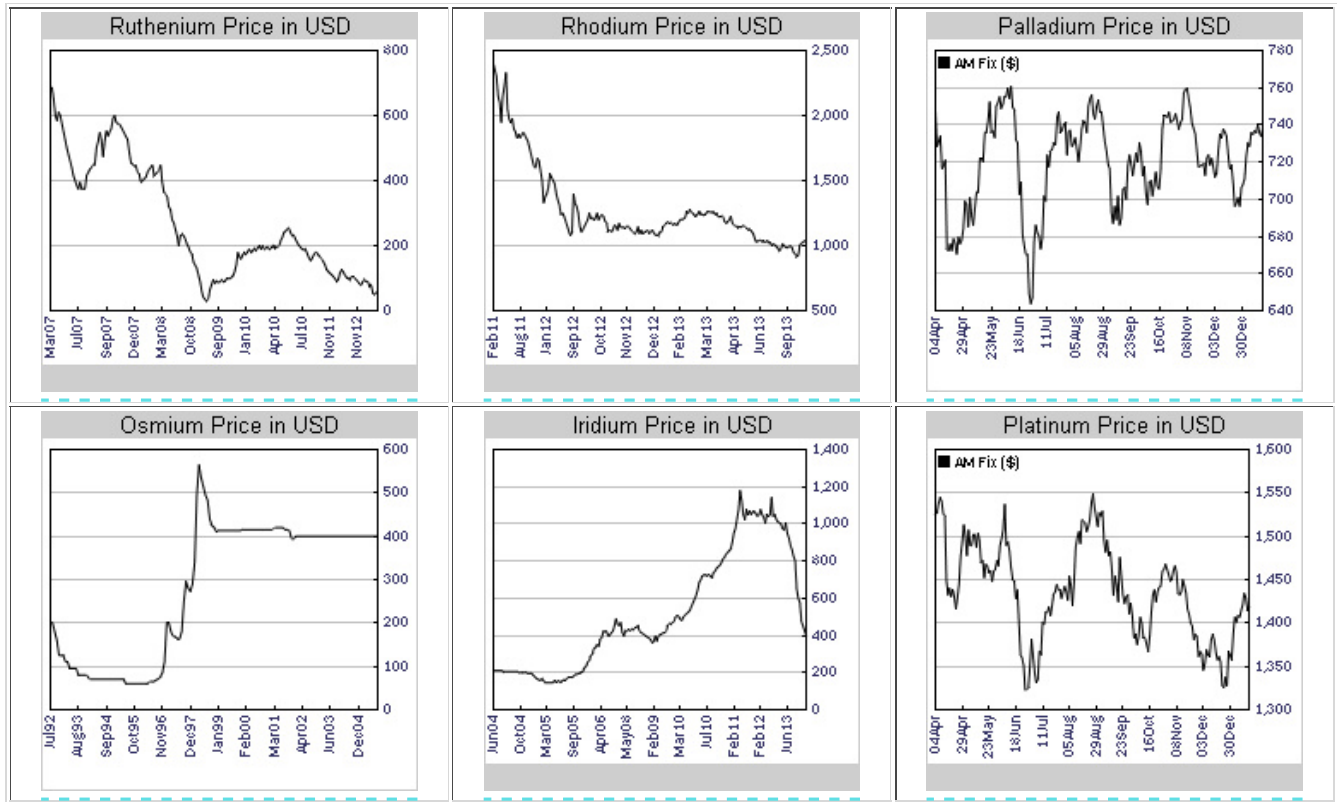 Ruthenium Price in USD
800
600
400
200
0
Mar07 Jul07 Sep07 Dec07 Mar08 Oct08 Sep09 Jan10 Apr10 Jul10 Nov11 Nov12
Rhodium Price in USD
2,500
2,000
1,500
1,000
500
Feb11 Aug11 Jan12 Sep12 Oct12 Nov12 Dec12 Feb13 Mar13 Apr13 Jun13 Sep13
Palladium Price in USD
AM Fix ($)
780
760
740
720
700
680
660
640
04Apr 29Apr 23May 18Jun 11Jul 05Aug 29Aug 23Sep 16Oct 08Nov 03Dec 30Dec
Osmium Price in USD
600
500
400
300
200
100
0
Jul92 Aug93 Sep94 Oct95 Nov96 Dec97 Jan99 Feb00 Mar01 Apr02 Jun03 Dec04
Iridium Price in USD
1,400
1,200
1,000
800
600
400
200
0
Jun04 Oct04 Mar05 Sep05 Apr06 May08 Feb09 Mar10 Jul10 Feb11 Feb12 Jun13
Platinum Price in USD
AM Fix ($)
1,600
1,550
1,500
1,450
1,400
1,350
1,300
04Apr 29Apr 23May 18Jun 11Jul 05Aug 29Aug 23Sep 16Oct 08Nov 03Dec 30Dec